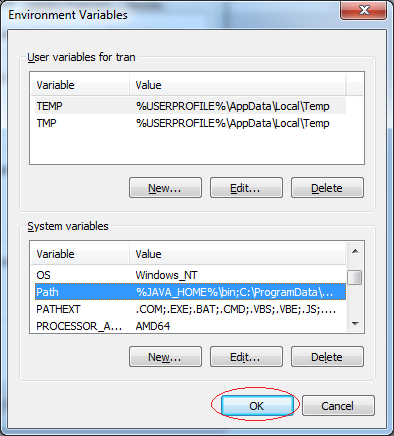 Environment Variables
User variables for tran
Variable Value
TEMP %USERPROFILE%\AppData\Local\Temp
TMP %USERPROFILE%\AppData\Local\Temp
New... Edit... Delete
System variables
Variable Value
OS Windows_NT
Path %JAVA_HOME%\bin;C:\ProgramData\...
PATHEXT .COM;.EXE;.BAT;.CMD;.VBS;.VBE;.JS;....
PROCESSOR_A... AMD64
New... Edit... Delete
OK Cancel